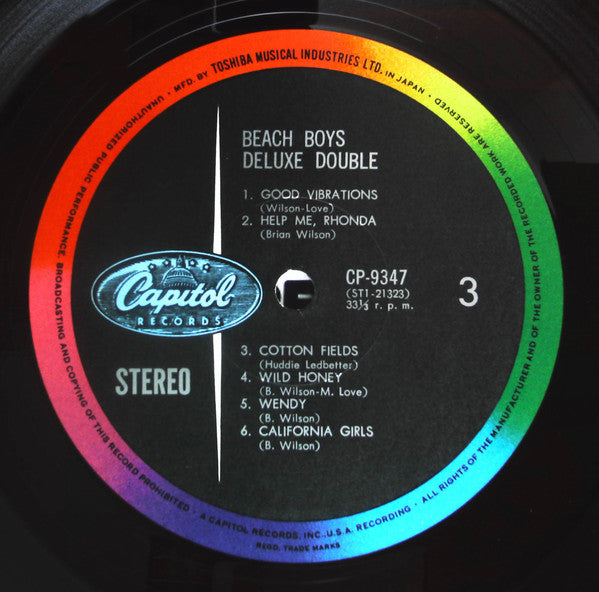 MFD. BY TOSHIBA MUSICAL INDUSTRIES LTD. IN JAPAN • ALL RIGHTS OF THE MANUFACTURER AND OF THE OWNER OF THE RECORDED WORK ARE RESERVED •
UNAUTHORIZED PUBLIC PERFORMANCE, BROADCASTING AND COPYING OF THIS RECORD PROHIBITED •
BEACH BOYS
DELUXE DOUBLE
1. GOOD VIBRATIONS
(Wilson-Love)
2. HELP ME, RHONDA
(Brian Wilson)
Capitol
RECORDS
CP-9347
(ST1-21323)
33⅓ r. p. m.
3
STEREO
3. COTTON FIELDS
(Huddie Ledbetter)
4. WILD HONEY
(B. Wilson-M. Love)
5. WENDY
(B. Wilson)
6. CALIFORNIA GIRLS
(B. Wilson)
A CAPITOL RECORDS, INC., U.S.A. RECORDING •
REGD. TRADE MARKS